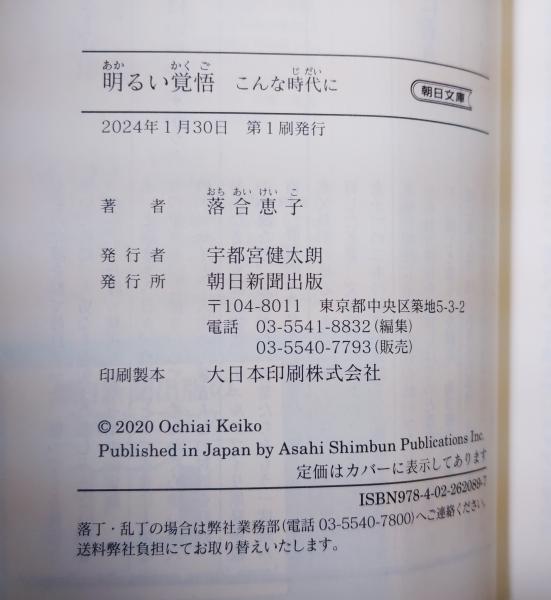 あか かくご じだい
明るい覚悟 こんな時代に
朝日文庫
2024年1月30日 第1刷発行
おちあいけいこ
著者 落合恵子
発行者 宇都宮健太朗
発行所 朝日新聞出版
〒104-8011 東京都中央区築地5-3-2
電話 03-5541-8832(編集)
03-5540-7793(販売)
印刷製本 大日本印刷株式会社
© 2020 Ochiai Keiko
Published in Japan by Asahi Shimbun Publications Inc.
定価はカバーに表示してあります
ISBN978-4-02-262089-7
落丁・乱丁の場合は弊社業務部(電話 03-5540-7800)へご連絡ください。
送料弊社負担にてお取り替えいたします。